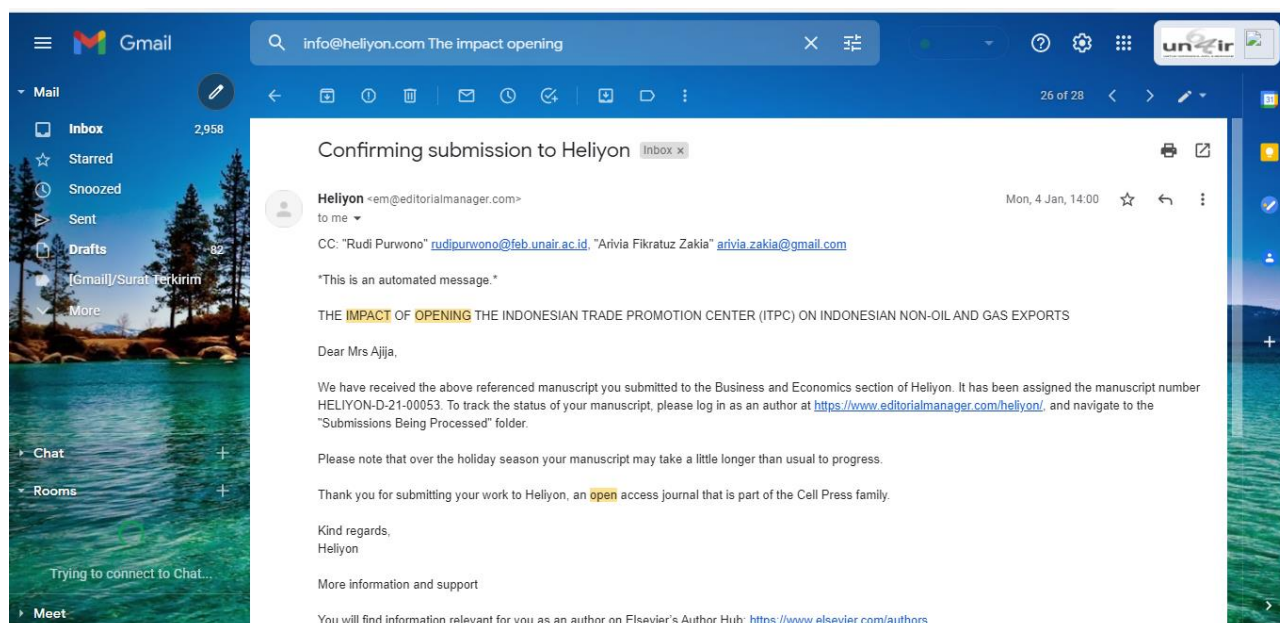 Gmail
info@heliyon.com The impact opening
Mail
Inbox 2,958
Starred
Snoozed
Sent
Drafts 82
[Gmail]/Surat Terkirim
More
Chat
Rooms
Trying to connect to Chat...
Meet
26 of 28
31
Confirming submission to Heliyon Inbox ×
Heliyon <em@editorialmanager.com> Mon, 4 Jan, 14:00
to me
CC: "Rudi Purwono" rudipurwono@feb.unair.ac.id, "Arivia Fikratuz Zakia" arivia.zakia@gmail.com
*This is an automated message.*
THE IMPACT OF OPENING THE INDONESIAN TRADE PROMOTION CENTER (ITPC) ON INDONESIAN NON-OIL AND GAS EXPORTS
Dear Mrs Ajija,
We have received the above referenced manuscript you submitted to the Business and Economics section of Heliyon. It has been assigned the manuscript number
HELIYON-D-21-00053. To track the status of your manuscript, please log in as an author at https://www.editorialmanager.com/heliyon/, and navigate to the
"Submissions Being Processed" folder.
Please note that over the holiday season your manuscript may take a little longer than usual to progress.
Thank you for submitting your work to Heliyon, an open access journal that is part of the Cell Press family.
Kind regards,
Heliyon
More information and support
You will find information relevant for you as an author on Elsevier's Author Hub: https://www.elsevier.com/authors